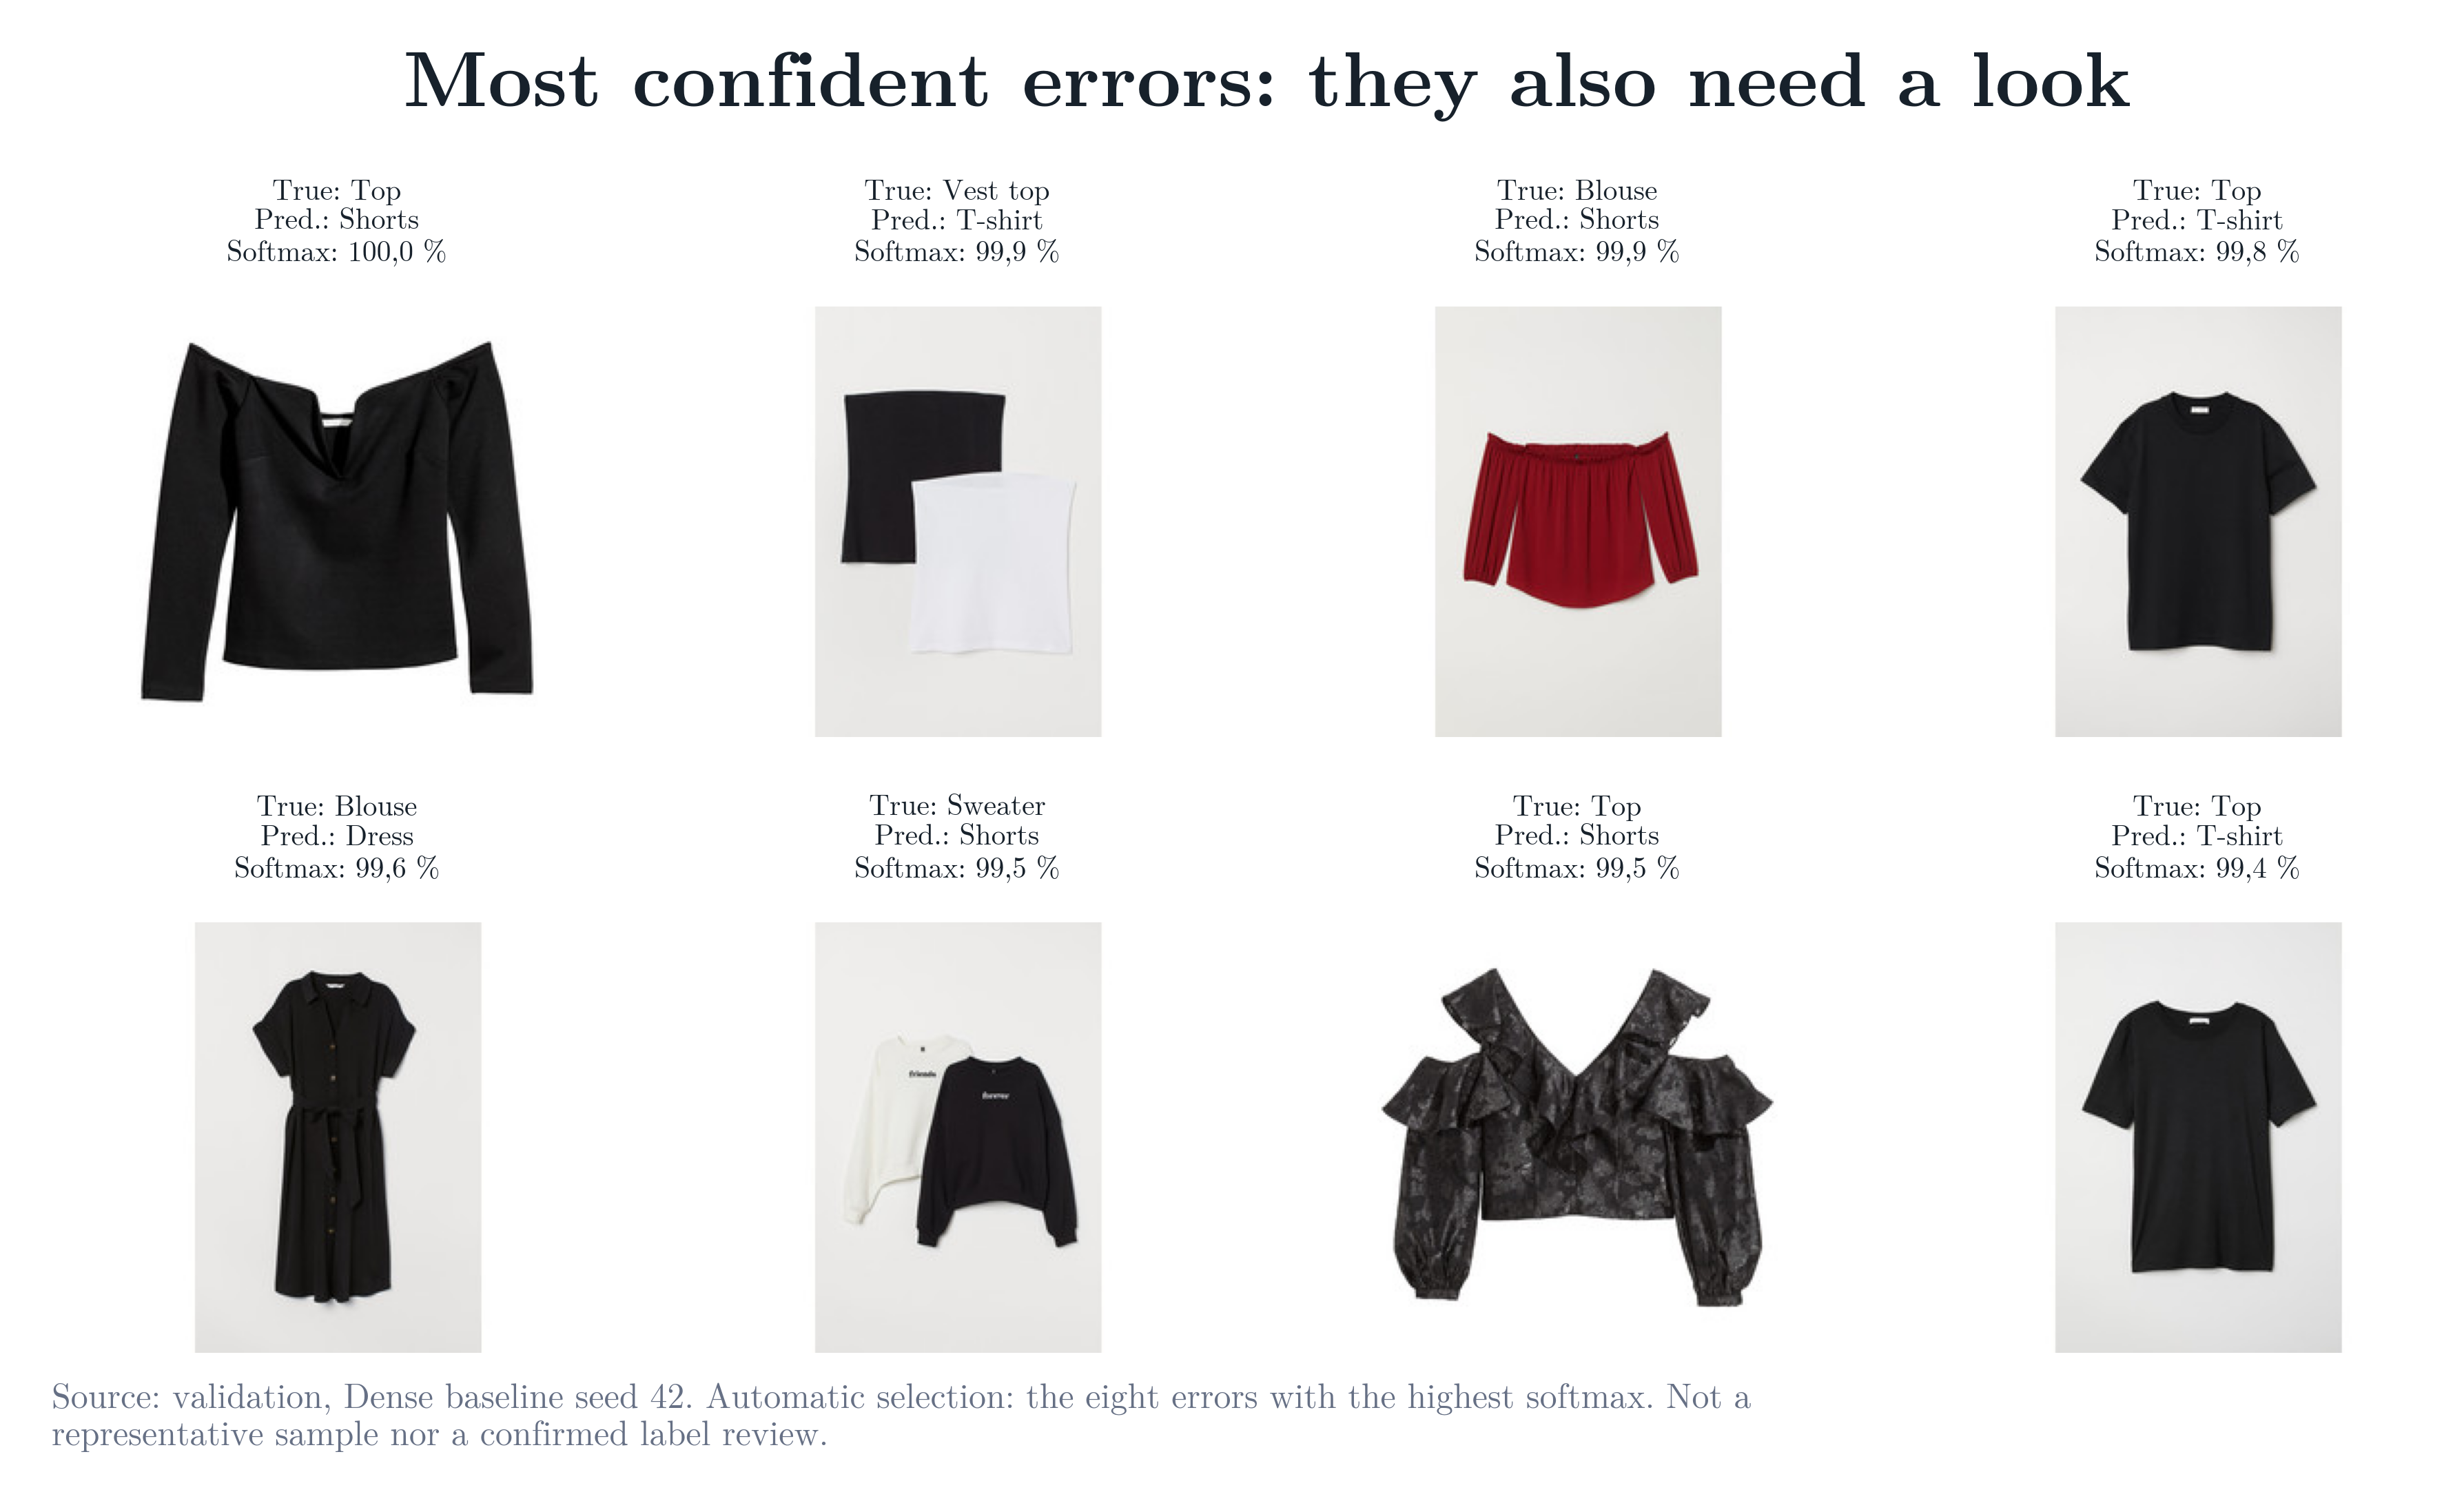 Most confident errors: they also need a look
True: Top
Pred.: Shorts
Softmax: 100,0 %
True: Vest top
Pred.: T-shirt
Softmax: 99,9 %
True: Blouse
Pred.: Shorts
Softmax: 99,9 %
True: Top
Pred.: T-shirt
Softmax: 99,8 %
True: Blouse
Pred.: Dress
Softmax: 99,6 %
True: Sweater
Pred.: Shorts
Softmax: 99,5 %
friends
forever
True: Top
Pred.: Shorts
Softmax: 99,5 %
True: Top
Pred.: T-shirt
Softmax: 99,4 %
Source: validation, Dense baseline seed 42. Automatic selection: the eight errors with the highest softmax. Not a
representative sample nor a confirmed label review.